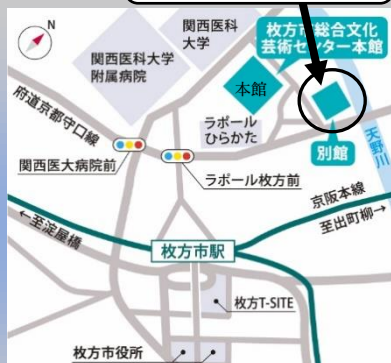 N
関西医科
大学
関西医科大学
附属病院
枚方市総合文化
芸術センター本館
本館
別館
天野川
府道京都守口線
ラポール
ひらかた
関西医大病院前
ラポール枚方前
京阪本線
至出町柳→
←至淀屋橋
枚方市駅
枚方T-SITE
枚方市役所